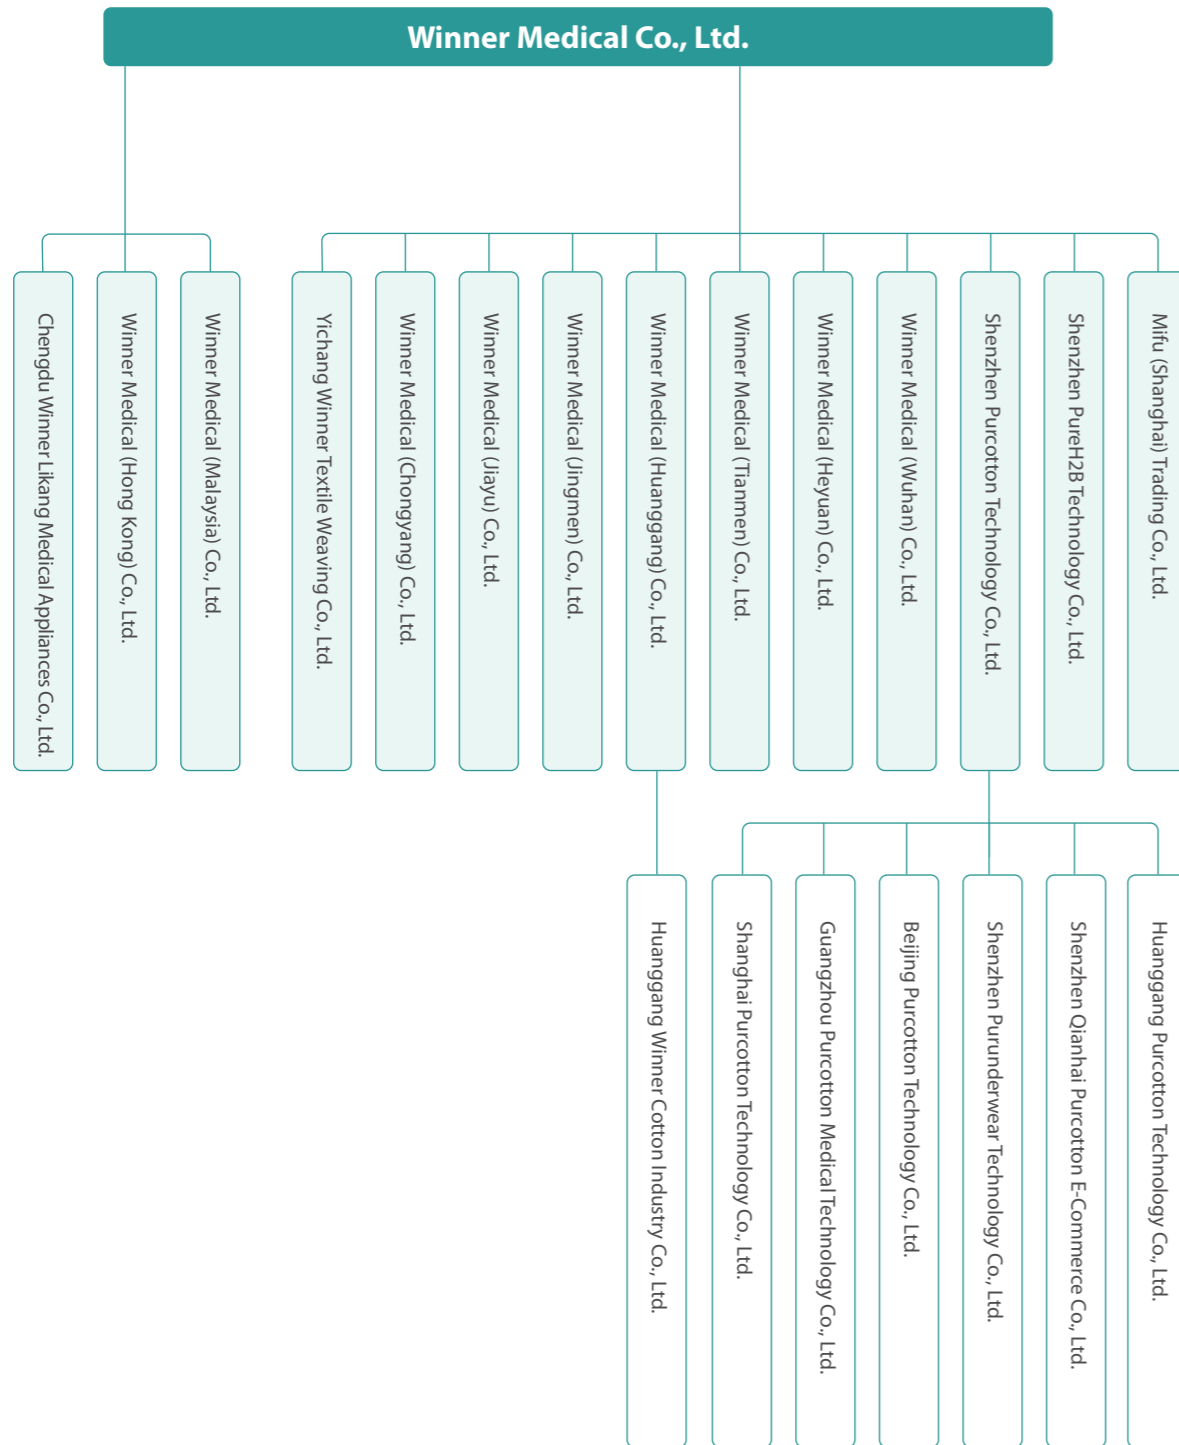 Winner Medical Co., Ltd.
Chengdu Winner Likang Medical Appliances Co., Ltd.
Winner Medical (Hong Kong) Co., Ltd.
Winner Medical (Malaysia) Co., Ltd.
Yichang Winner Textile Weaving Co., Ltd.
Winner Medical (Chongyang) Co., Ltd.
Winner Medical (Jiayu) Co., Ltd.
Winner Medical (Jingmen) Co., Ltd.
Winner Medical (Huanggang) Co., Ltd.
Winner Medical (Tianmen) Co., Ltd.
Winner Medical (Heyuan) Co., Ltd.
Winner Medical (Wuhan) Co., Ltd.
Shenzhen Purcotton Technology Co., Ltd.
Shenzhen PureH2B Technology Co., Ltd.
Mifu (Shanghai) Trading Co., Ltd.
Huanggang Winner Cotton Industry Co., Ltd.
Shanghai Purcotton Technology Co., Ltd.
Guangzhou Purcotton Medical Technology Co., Ltd.
Beijing Purcotton Technology Co., Ltd.
Shenzhen Purunderwear Technology Co., Ltd.
Shenzhen Qianhai Purcotton E-Commerce Co., Ltd.
Huanggang Purcotton Technology Co., Ltd.